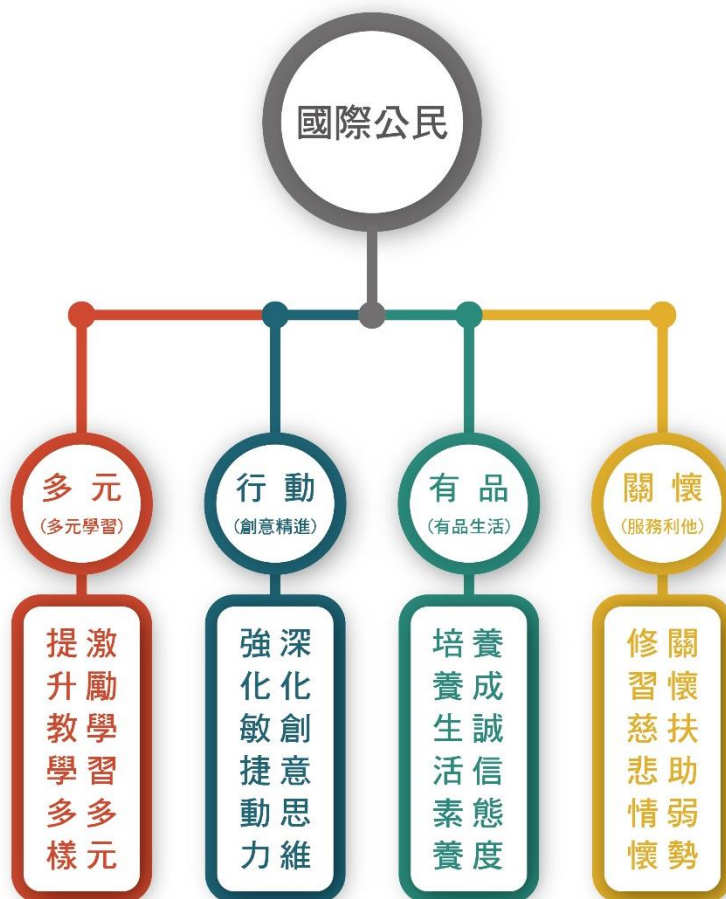 國際公民
多元
(多元學習)
激勵學習多元
提升教學多樣
行動
(創意精進)
深化創意思維
強化敏捷動力
有品
(有品生活)
養成誠信態度
培養生活素養
關懷
(服務利他)
關懷扶助弱勢
修習慈悲情懷